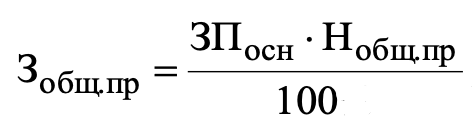 З_общ.пр = (ЗП_осн · Н_общ.пр) / 100